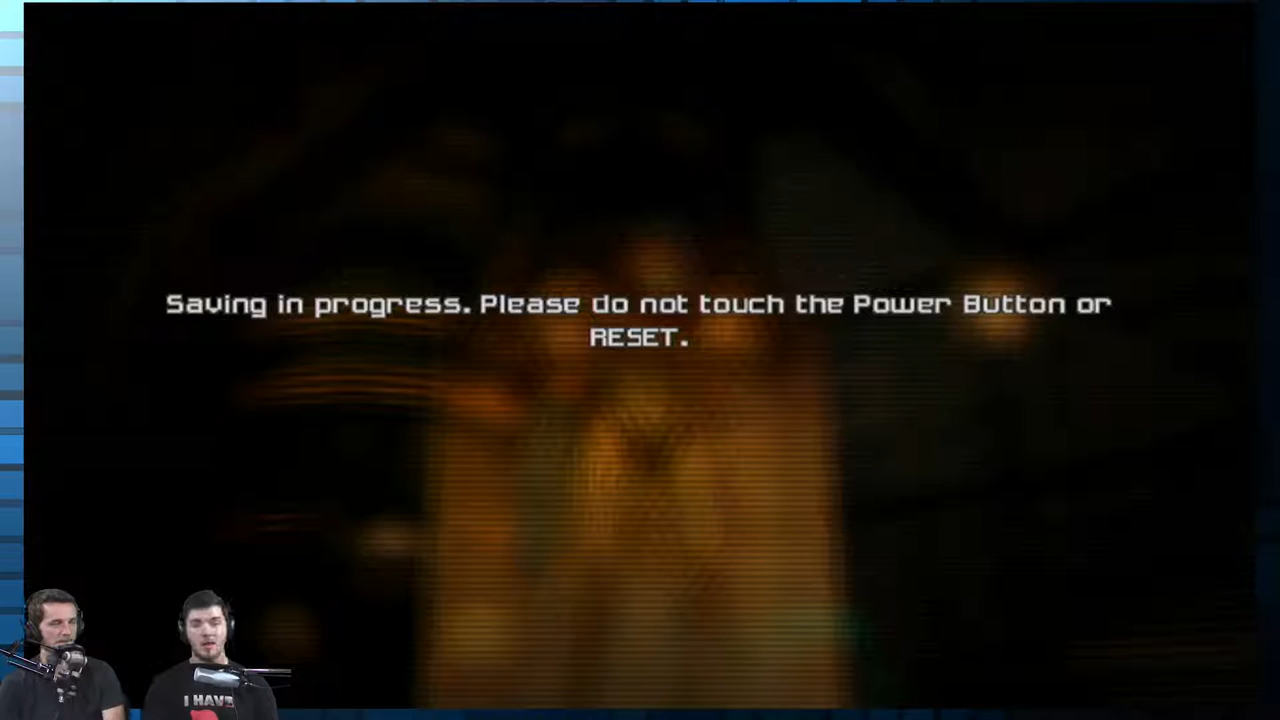 Saving in progress. Please do not touch the Power Button or
RESET.
I HAVE